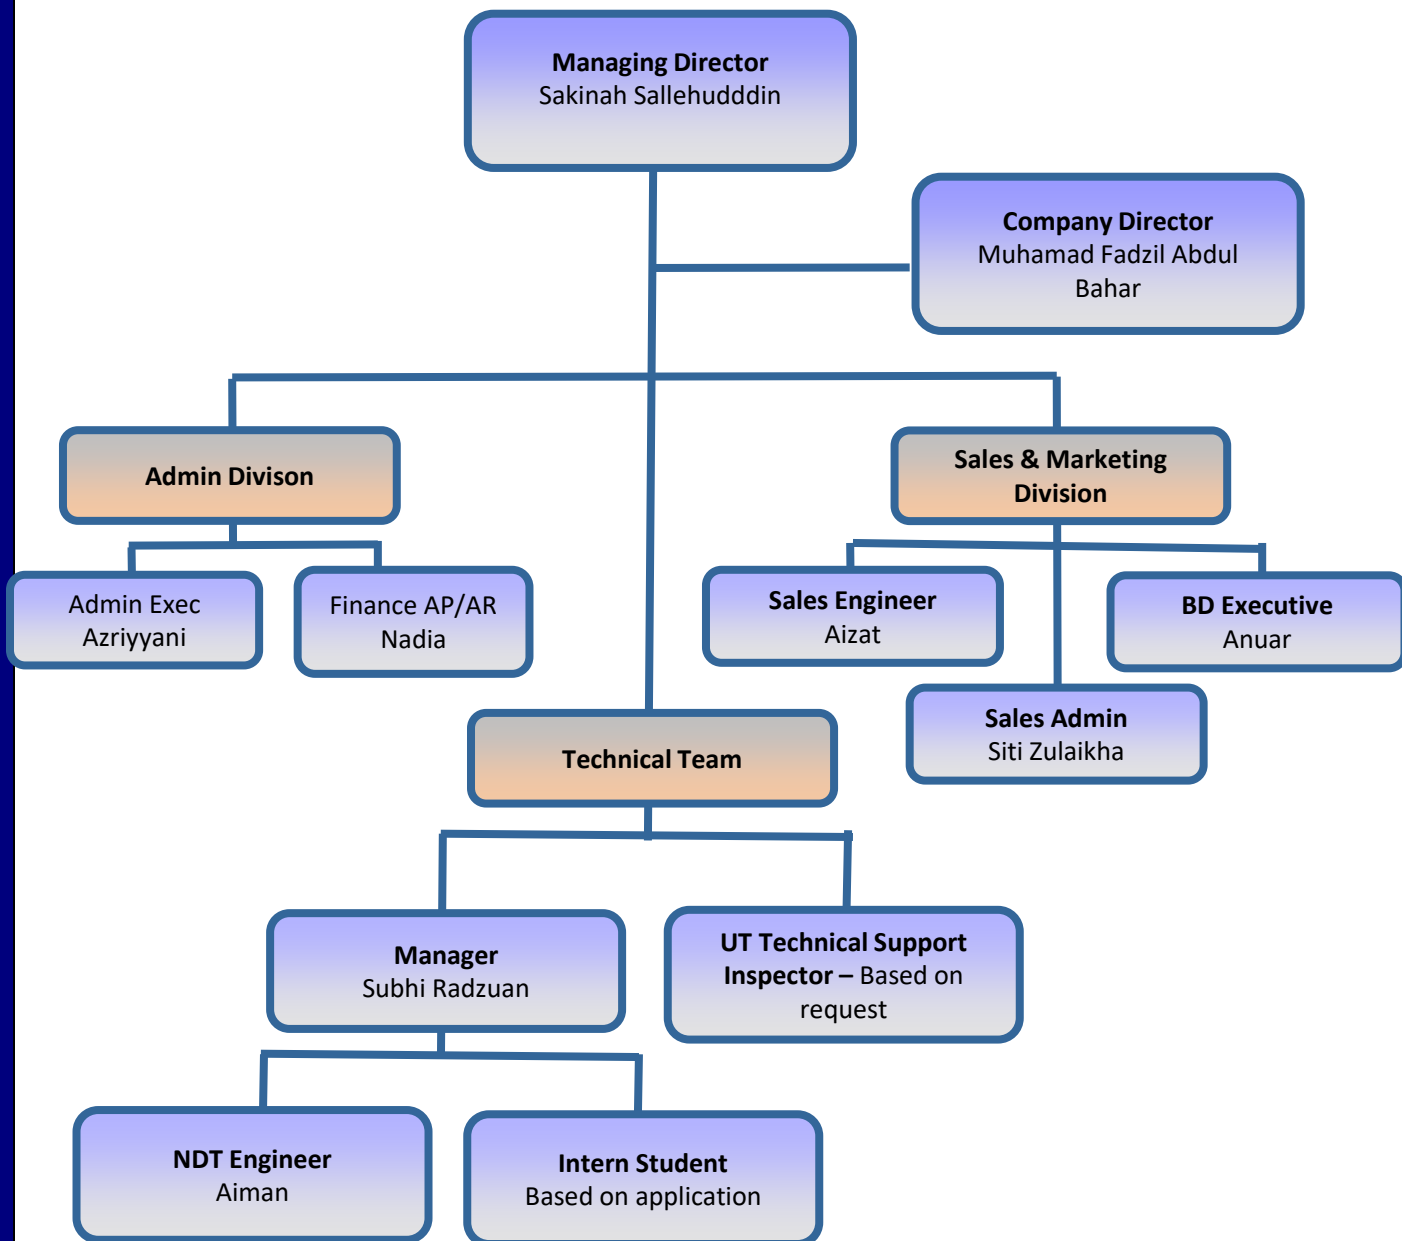 Managing Director
Sakinah Sallehudddin
Company Director
Muhamad Fadzil Abdul
Bahar
Admin Divison
Sales & Marketing
Division
Admin Exec
Azriyyani
Finance AP/AR
Nadia
Sales Engineer
Aizat
BD Executive
Anuar
Sales Admin
Siti Zulaikha
Technical Team
Manager
Subhi Radzuan
UT Technical Support
Inspector – Based on
request
NDT Engineer
Aiman
Intern Student
Based on application